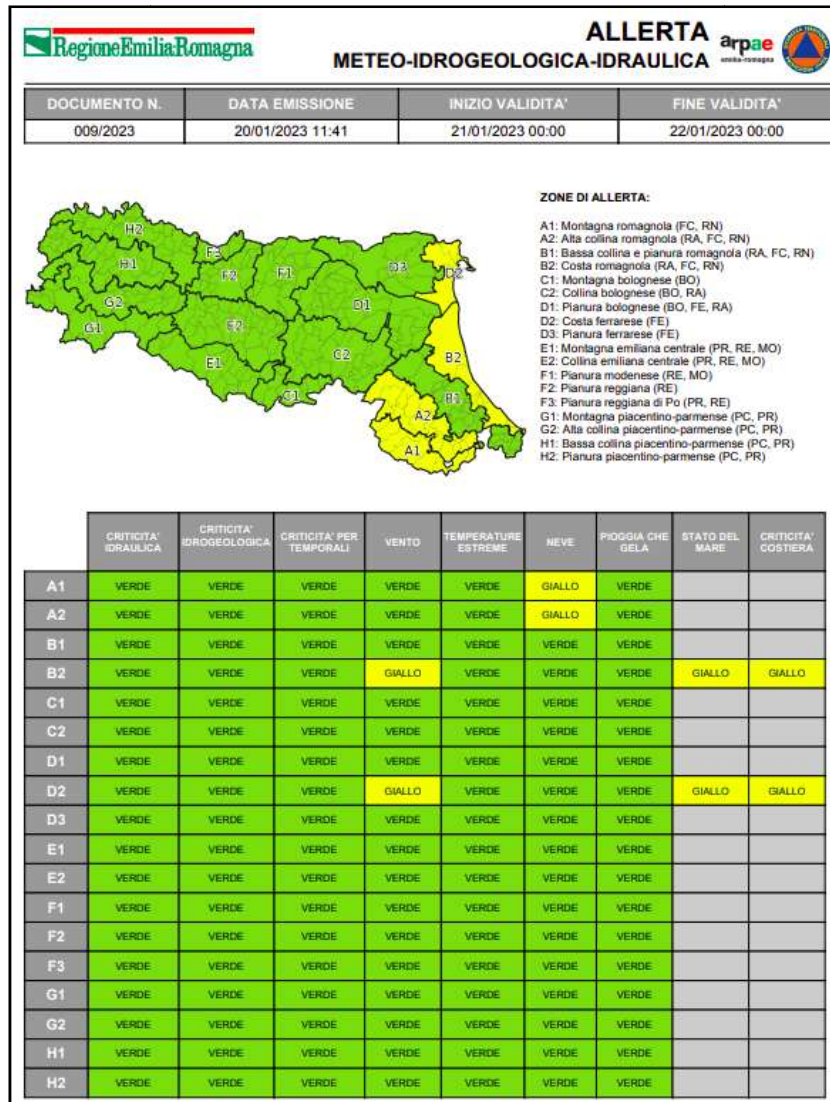 RegioneEmilia-Romagna
ALLERTA
METEO-IDROGEOLOGICA-IDRAULICA
arpae
emilia-romagna
DOCUMENTO N. DATA EMISSIONE INIZIO VALIDITA' FINE VALIDITA'
009/2023 20/01/2023 11:41 21/01/2023 00:00 22/01/2023 00:00
H2
H1
G2
G1
F3
F2
F1
D3
D2
D1
E2
E1
C2
C1
B2
B1
A2
A1
ZONE DI ALLERTA:
A1: Montagna romagnola (FC, RN)
A2: Alta collina romagnola (RA, FC, RN)
B1: Bassa collina e pianura romagnola (RA, FC, RN)
B2: Costa romagnola (RA, FC, RN)
C1: Montagna bolognese (BO)
C2: Collina bolognese (BO, RA)
D1: Pianura bolognese (BO, FE, RA)
D2: Costa ferrarese (FE)
D3: Pianura ferrarese (FE)
E1: Montagna emiliana centrale (PR, RE, MO)
E2: Collina emiliana centrale (PR, RE, MO)
F1: Pianura modenese (RE, MO)
F2: Pianura reggiana (RE)
F3: Pianura reggiana di Po (PR, RE)
G1: Montagna piacentino-parmense (PC, PR)
G2: Alta collina piacentino-parmense (PC, PR)
H1: Bassa collina piacentino-parmense (PC, PR)
H2: Pianura piacentino-parmense (PC, PR)
CRITICITA' IDRAULICA CRITICITA' IDROGEOLOGICA CRITICITA' PER TEMPORALI VENTO TEMPERATURE ESTREME NEVE PIOGGIA CHE GELA STATO DEL MARE CRITICITA' COSTIERA
A1 VERDE VERDE VERDE VERDE VERDE GIALLO VERDE
A2 VERDE VERDE VERDE VERDE VERDE GIALLO VERDE
B1 VERDE VERDE VERDE VERDE VERDE VERDE VERDE
B2 VERDE VERDE VERDE GIALLO VERDE VERDE VERDE GIALLO GIALLO
C1 VERDE VERDE VERDE VERDE VERDE VERDE VERDE
C2 VERDE VERDE VERDE VERDE VERDE VERDE VERDE
D1 VERDE VERDE VERDE VERDE VERDE VERDE VERDE
D2 VERDE VERDE VERDE GIALLO VERDE VERDE VERDE GIALLO GIALLO
D3 VERDE VERDE VERDE VERDE VERDE VERDE VERDE
E1 VERDE VERDE VERDE VERDE VERDE VERDE VERDE
E2 VERDE VERDE VERDE VERDE VERDE VERDE VERDE
F1 VERDE VERDE VERDE VERDE VERDE VERDE VERDE
F2 VERDE VERDE VERDE VERDE VERDE VERDE VERDE
F3 VERDE VERDE VERDE VERDE VERDE VERDE VERDE
G1 VERDE VERDE VERDE VERDE VERDE VERDE VERDE
G2 VERDE VERDE VERDE VERDE VERDE VERDE VERDE
H1 VERDE VERDE VERDE VERDE VERDE VERDE VERDE
H2 VERDE VERDE VERDE VERDE VERDE VERDE VERDE